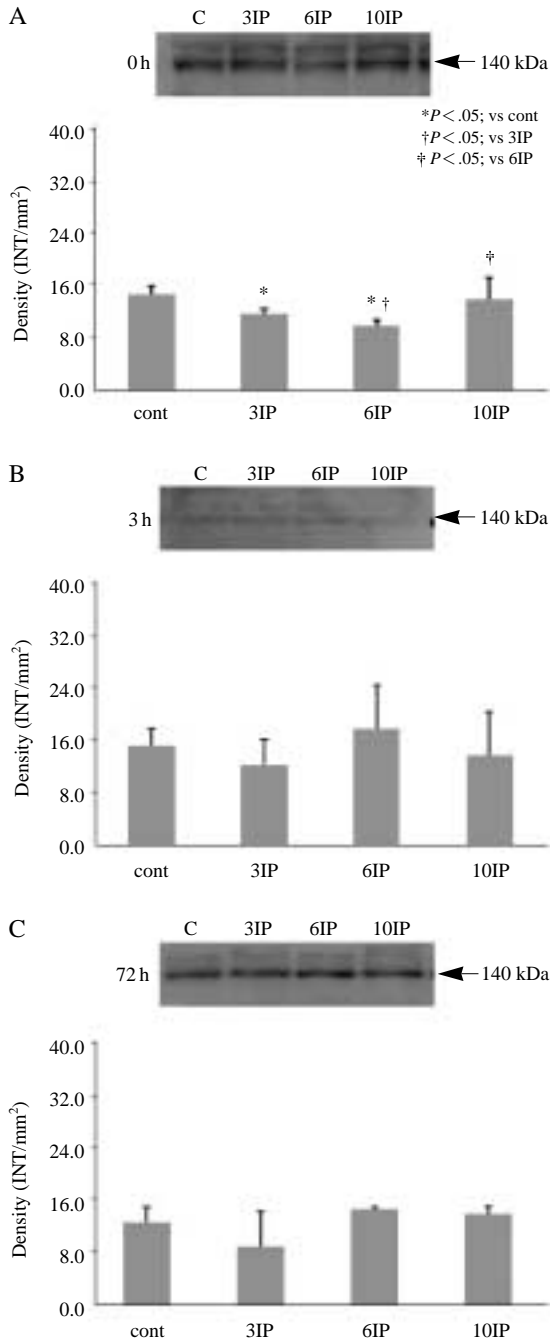 A
C 3IP 6IP 10IP
0 h
140 kDa
*P < .05; vs cont
†P < .05; vs 3IP
‡ P < .05; vs 6IP
Density (INT/mm²)
40.0
32.0
24.0
16.0
8.0
0.0
* * † ‡
cont 3IP 6IP 10IP
B
C 3IP 6IP 10IP
3 h
140 kDa
Density (INT/mm²)
40.0
32.0
24.0
16.0
8.0
0.0
cont 3IP 6IP 10IP
C
C 3IP 6IP 10IP
72 h
140 kDa
Density (INT/mm²)
40.0
32.0
24.0
16.0
8.0
0.0
cont 3IP 6IP 10IP